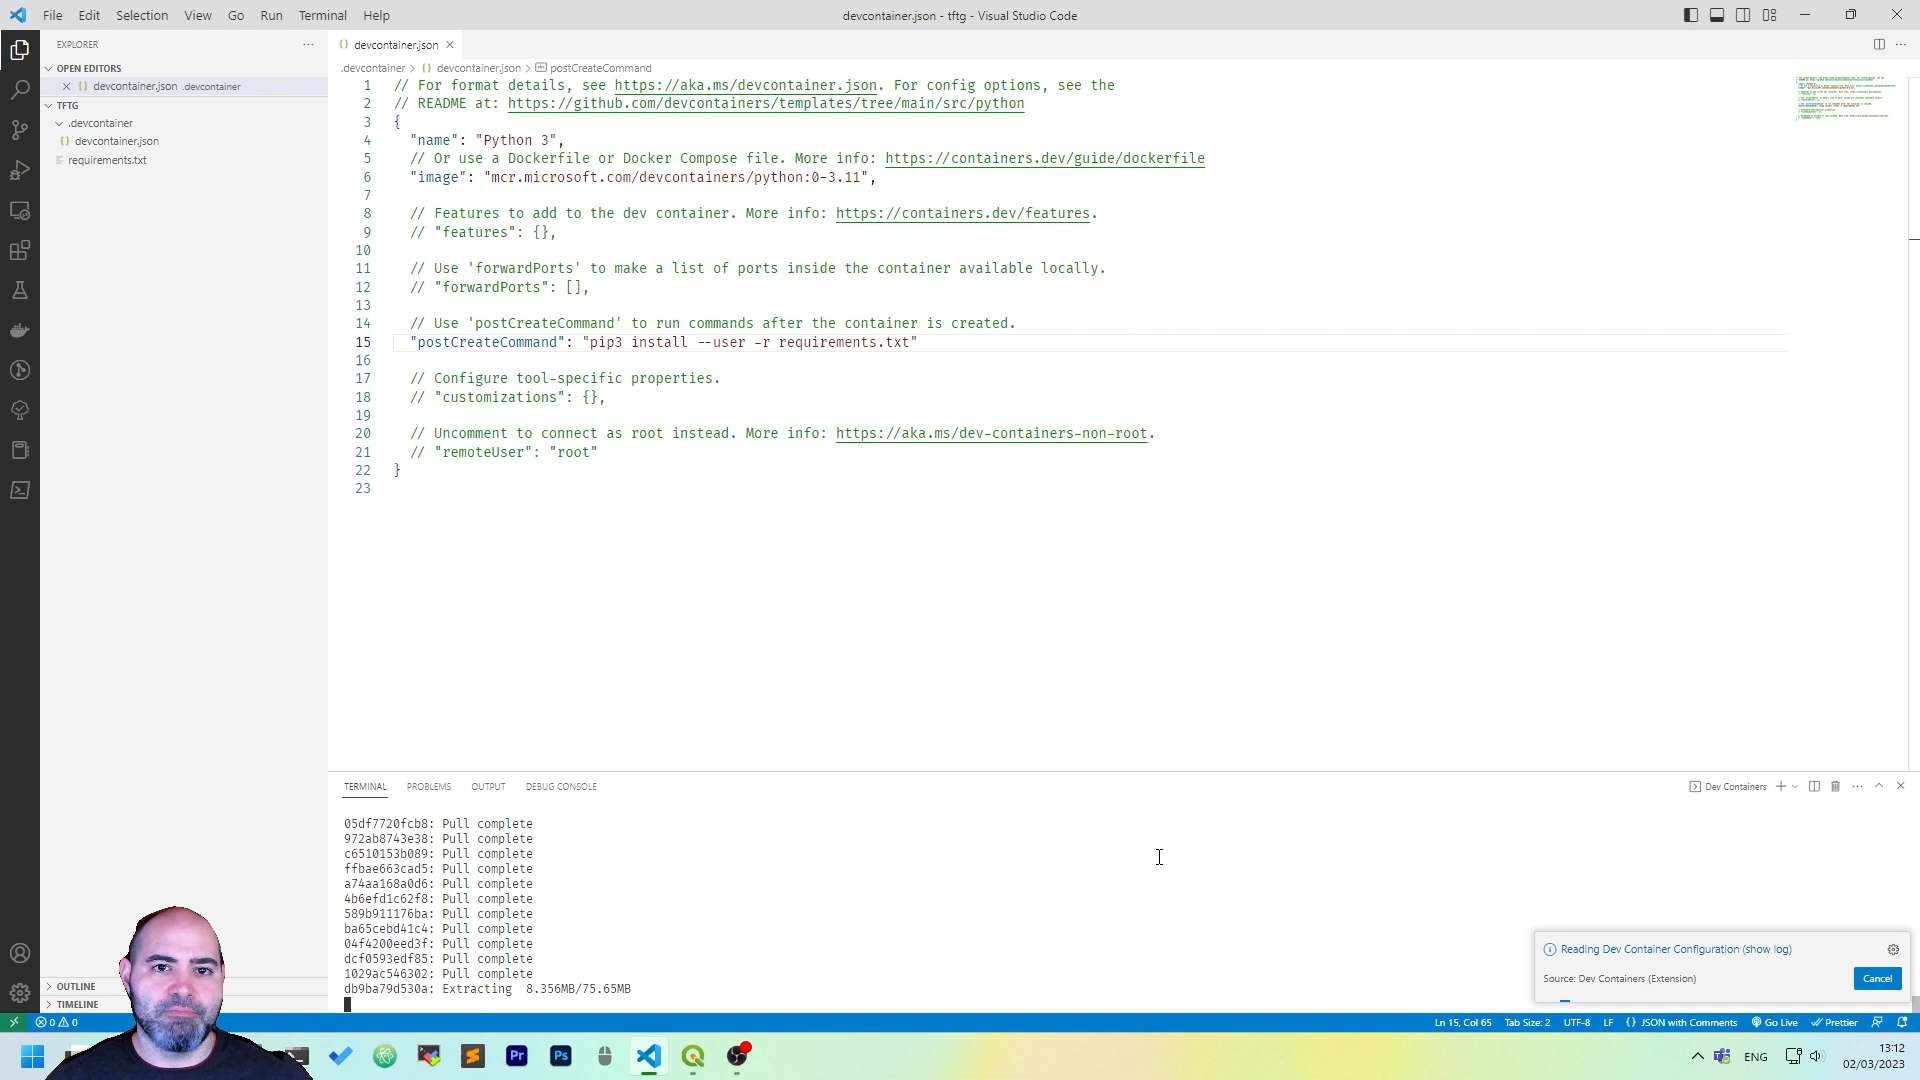 File Edit Selection View Go Run Terminal Help
devcontainer.json - tftg - Visual Studio Code
EXPLORER
OPEN EDITORS
devcontainer.json .devcontainer
TFTG
.devcontainer
devcontainer.json
requirements.txt
OUTLINE
TIMELINE
devcontainer.json
.devcontainer > {} devcontainer.json > postCreateCommand
1 // For format details, see https://aka.ms/devcontainer.json. For config options, see the
2 // README at: https://github.com/devcontainers/templates/tree/main/src/python
3 {
4 "name": "Python 3",
5 // Or use a Dockerfile or Docker Compose file. More info: https://containers.dev/guide/dockerfile
6 "image": "mcr.microsoft.com/devcontainers/python:0-3.11",
7
8 // Features to add to the dev container. More info: https://containers.dev/features.
9 // "features": {},
10
11 // Use 'forwardPorts' to make a list of ports inside the container available locally.
12 // "forwardPorts": [],
13
14 // Use 'postCreateCommand' to run commands after the container is created.
15 "postCreateCommand": "pip3 install --user -r requirements.txt"
16
17 // Configure tool-specific properties.
18 // "customizations": {},
19
20 // Uncomment to connect as root instead. More info: https://aka.ms/dev-containers-non-root.
21 // "remoteUser": "root"
22 }
23
TERMINAL PROBLEMS OUTPUT DEBUG CONSOLE
Dev Containers
05df7720fcb8: Pull complete
972ab8743e38: Pull complete
c6510153b089: Pull complete
ffbae663cad5: Pull complete
a74aa168a0d6: Pull complete
4b6efd1c62f8: Pull complete
589b911176ba: Pull complete
ba65cebd41c4: Pull complete
04f4200eed3f: Pull complete
dcf0593edf85: Pull complete
1029ac546302: Pull complete
db9ba79d530a: Extracting 8.356MB/75.65MB
Reading Dev Container Configuration (show log)
Source: Dev Containers (Extension)
Cancel
0 0
Ln 15, Col 65 Tab Size: 2 UTF-8 LF {} JSON with Comments Go Live Prettier
Pr Ps
ENG
13:12
02/03/2023